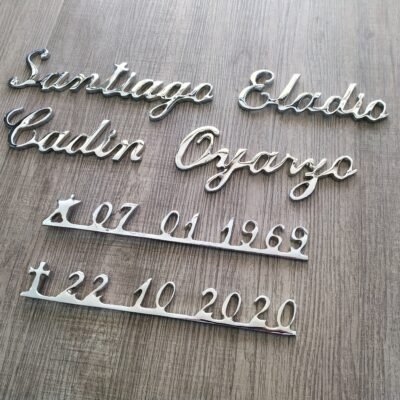 Santiago Eladio
Cadin Oyarzo
07 01 1969
† 22 10 2020